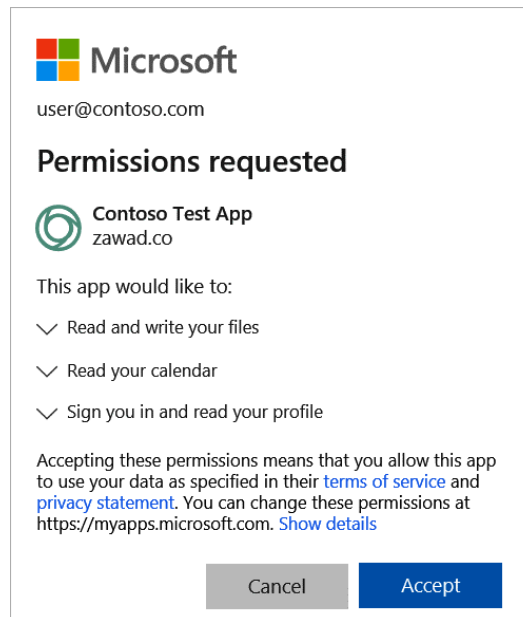 Microsoft
user@contoso.com
Permissions requested
Contoso Test App
zawad.co
This app would like to:
Read and write your files
Read your calendar
Sign you in and read your profile
Accepting these permissions means that you allow this app
to use your data as specified in their terms of service and
privacy statement. You can change these permissions at
https://myapps.microsoft.com. Show details
Cancel Accept